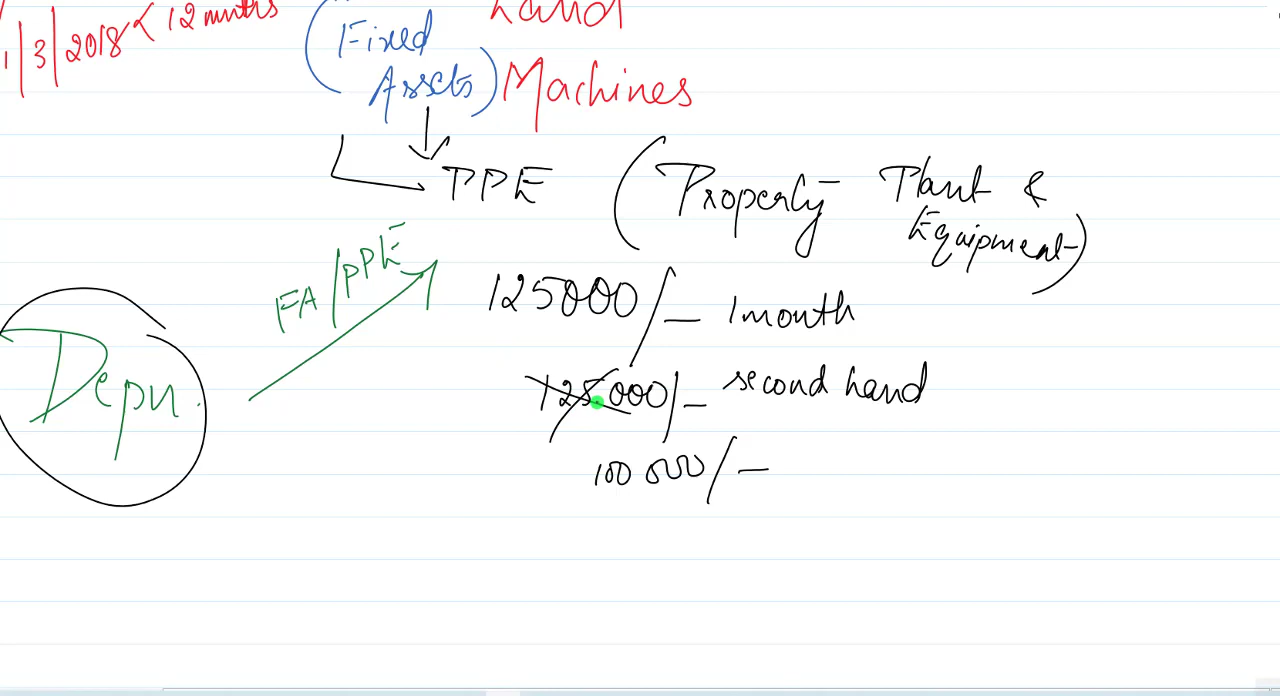 1/3/2018 < 12 months
(Fixed Assets)
Land
Machines
PPE (Property Plant & Equipment)
FA/PPE
Depn.
125000/- 1 month
125000/- second hand
100000/-